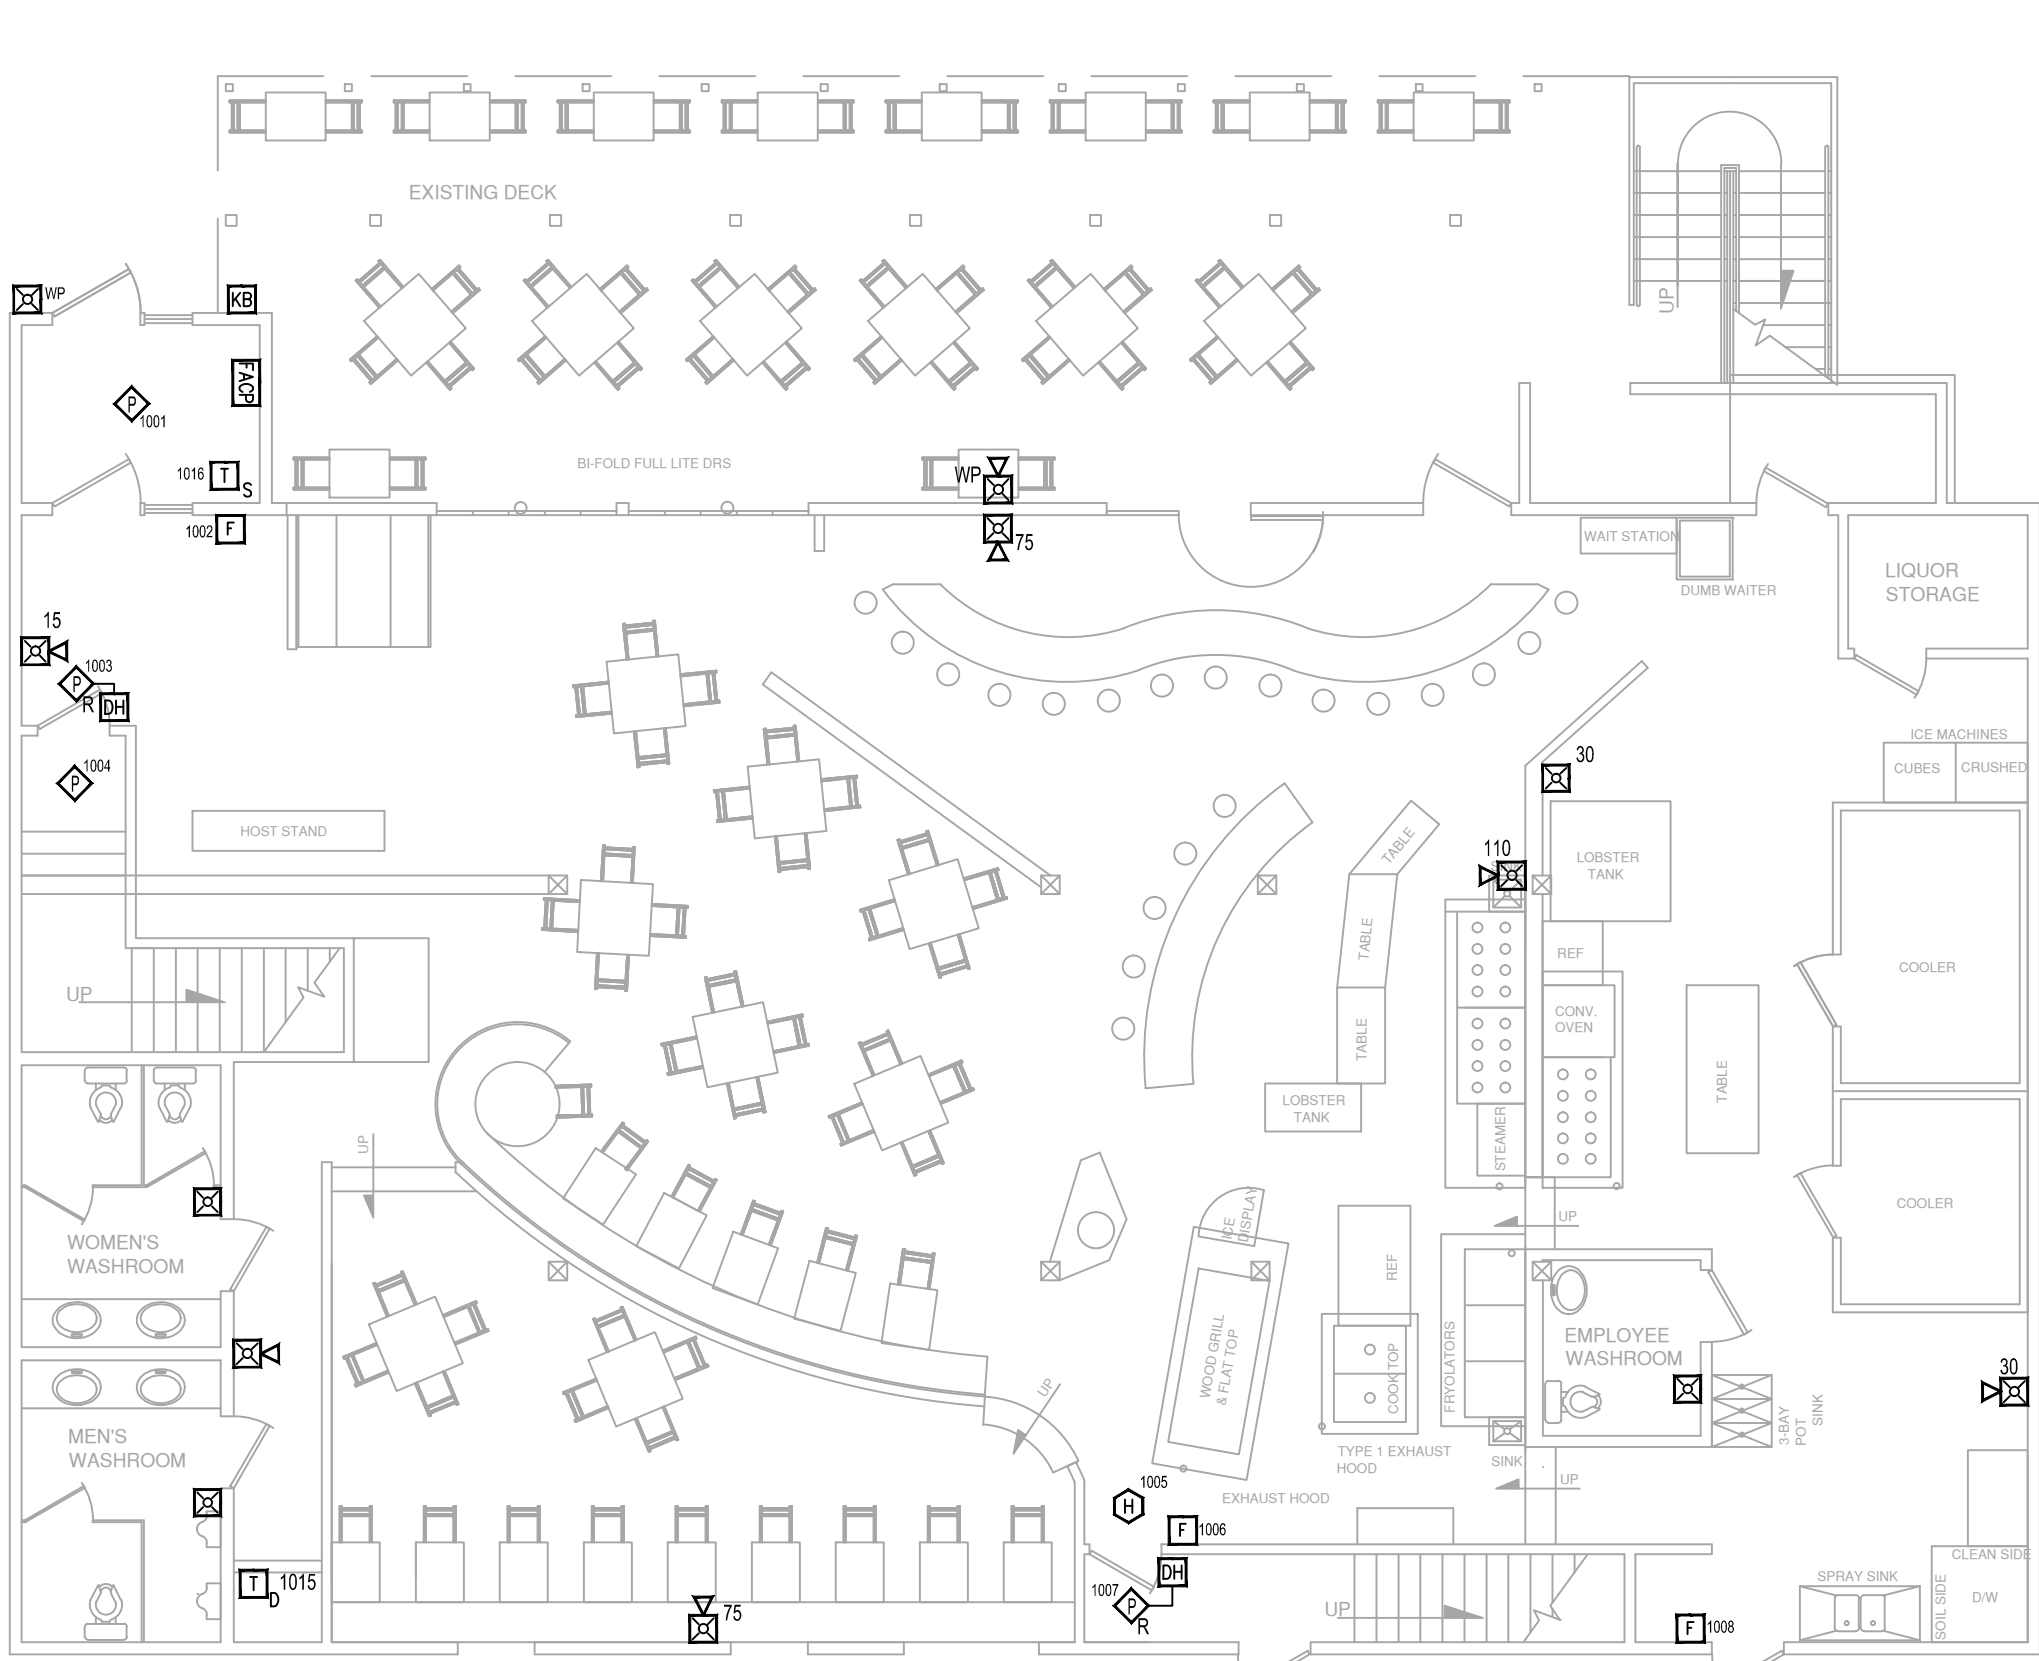 EXISTING DECK
UP
WP
KB
FACP
P
1001
1016
T
S
BI-FOLD FULL LITE DRS
WP
1002
F
75
WAIT STATION
DUMB WAITER
LIQUOR
STORAGE
15
P
1003
R
DH
P
1004
ICE MACHINES
CUBES
CRUSHED
30
HOST STAND
TABLE
110
LOBSTER
TANK
TABLE
REF
COOLER
UP
CONV.
OVEN
TABLE
TABLE
LOBSTER
TANK
STEAMER
UP
ICE
DISPLAY
COOLER
UP
WOMEN'S
WASHROOM
REF
EMPLOYEE
WASHROOM
WOOD GRILL
& FLAT TOP
COOK TOP
FRYOLATORS
30
UP
3-BAY
POT
SINK
MEN'S
WASHROOM
TYPE 1 EXHAUST
HOOD
SINK
UP
1005
H
EXHAUST HOOD
F
1006
CLEAN SIDE
T
D
1015
DH
1007
P
R
SPRAY SINK
D/W
SOIL SIDE
75
UP
F
1008